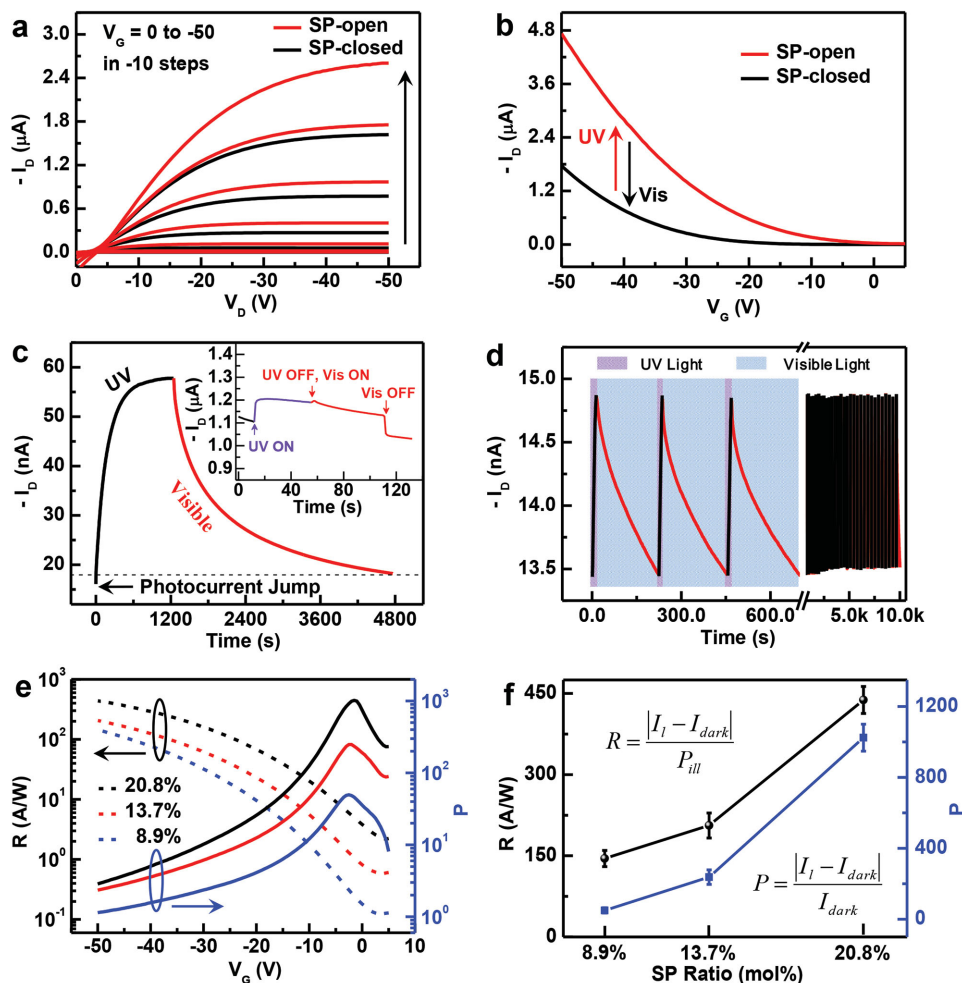 a
V_G = 0 to -50
in -10 steps
SP-open
SP-closed
3.0
2.4
1.8
1.2
0.6
0.0
- I_D (μA)
0 -10 -20 -30 -40 -50
V_D (V)
b
SP-open
SP-closed
UV
Vis
4.8
3.6
2.4
1.2
0.0
- I_D (μA)
-50 -40 -30 -20 -10 0
V_G (V)
c
UV
Visible
Photocurrent Jump
60
50
40
30
20
- I_D (nA)
0 1200 2400 3600 4800
Time (s)
1.4
1.3
1.2
1.1
1.0
0.9
- I_D (μA)
UV OFF, Vis ON
Vis OFF
UV ON
0 60 120
Time (s)
d
UV Light
Visible Light
15.0
14.5
14.0
13.5
- I_D (nA)
0.0 300.0 600.0 5.0k 10.0k
Time (s)
e
10^3
10^2
10^1
10^0
10^-1
R (A/W)
20.8%
13.7%
8.9%
10^3
10^2
10^1
10^0
P
-50 -40 -30 -20 -10 0 10
V_G (V)
f
450
300
150
0
R (A/W)
R = |I_l − I_dark| / P_ill
P = |I_l − I_dark| / I_dark
1200
800
400
0
P
8.9% 13.7% 20.8%
SP Ratio (mol%)